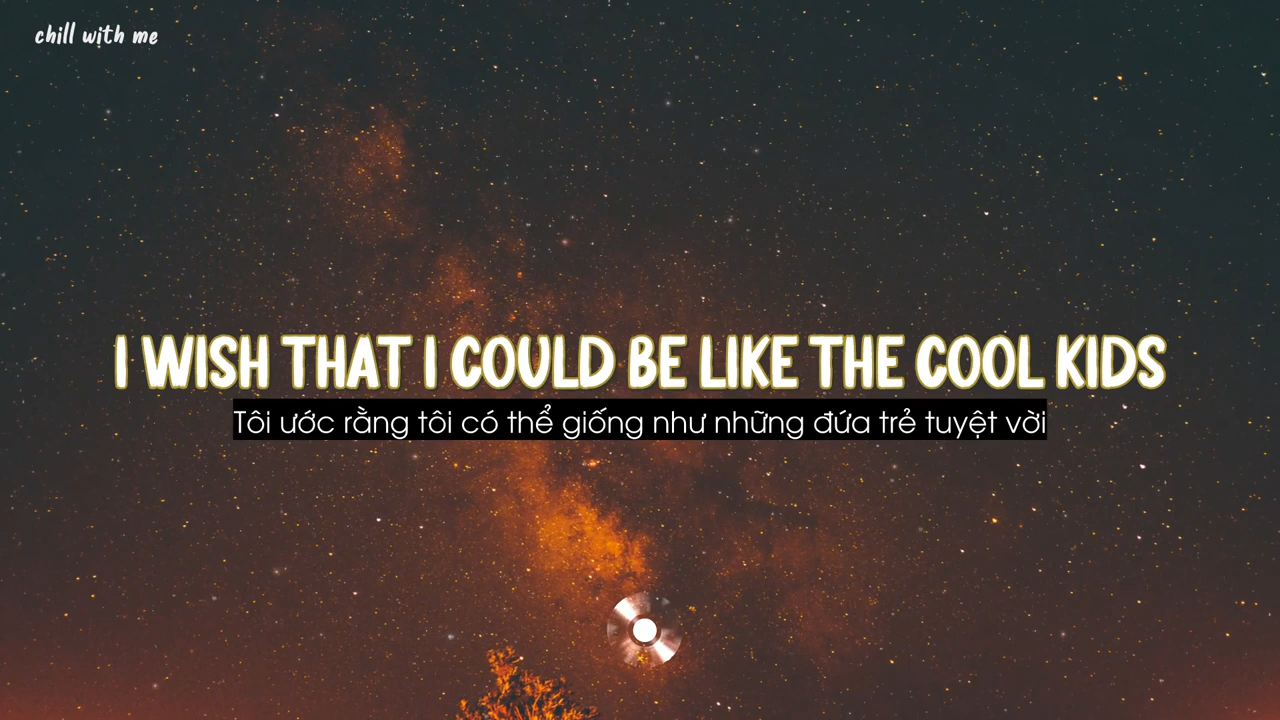 chill with me
I WISH THAT I COULD BE LIKE THE COOL KIDS
Tôi ước rằng tôi có thể giống như những đứa trẻ tuyệt vời